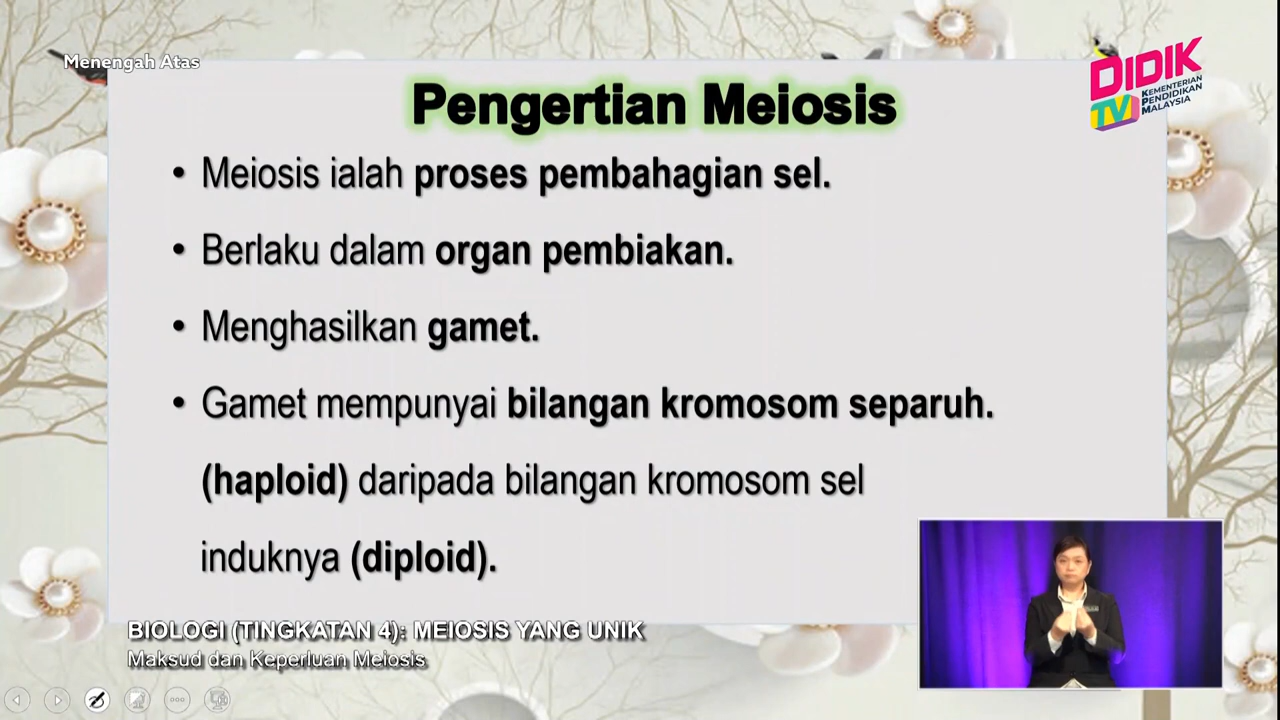 Menengah Atas
DIDIK
TV
KEMENTERIAN
PENDIDIKAN
MALAYSIA
Pengertian Meiosis
• Meiosis ialah proses pembahagian sel.
• Berlaku dalam organ pembiakan.
• Menghasilkan gamet.
• Gamet mempunyai bilangan kromosom separuh.
(haploid) daripada bilangan kromosom sel
induknya (diploid).
BIOLOGI (TINGKATAN 4): MEIOSIS YANG UNIK
Maksud dan Keperluan Meiosis